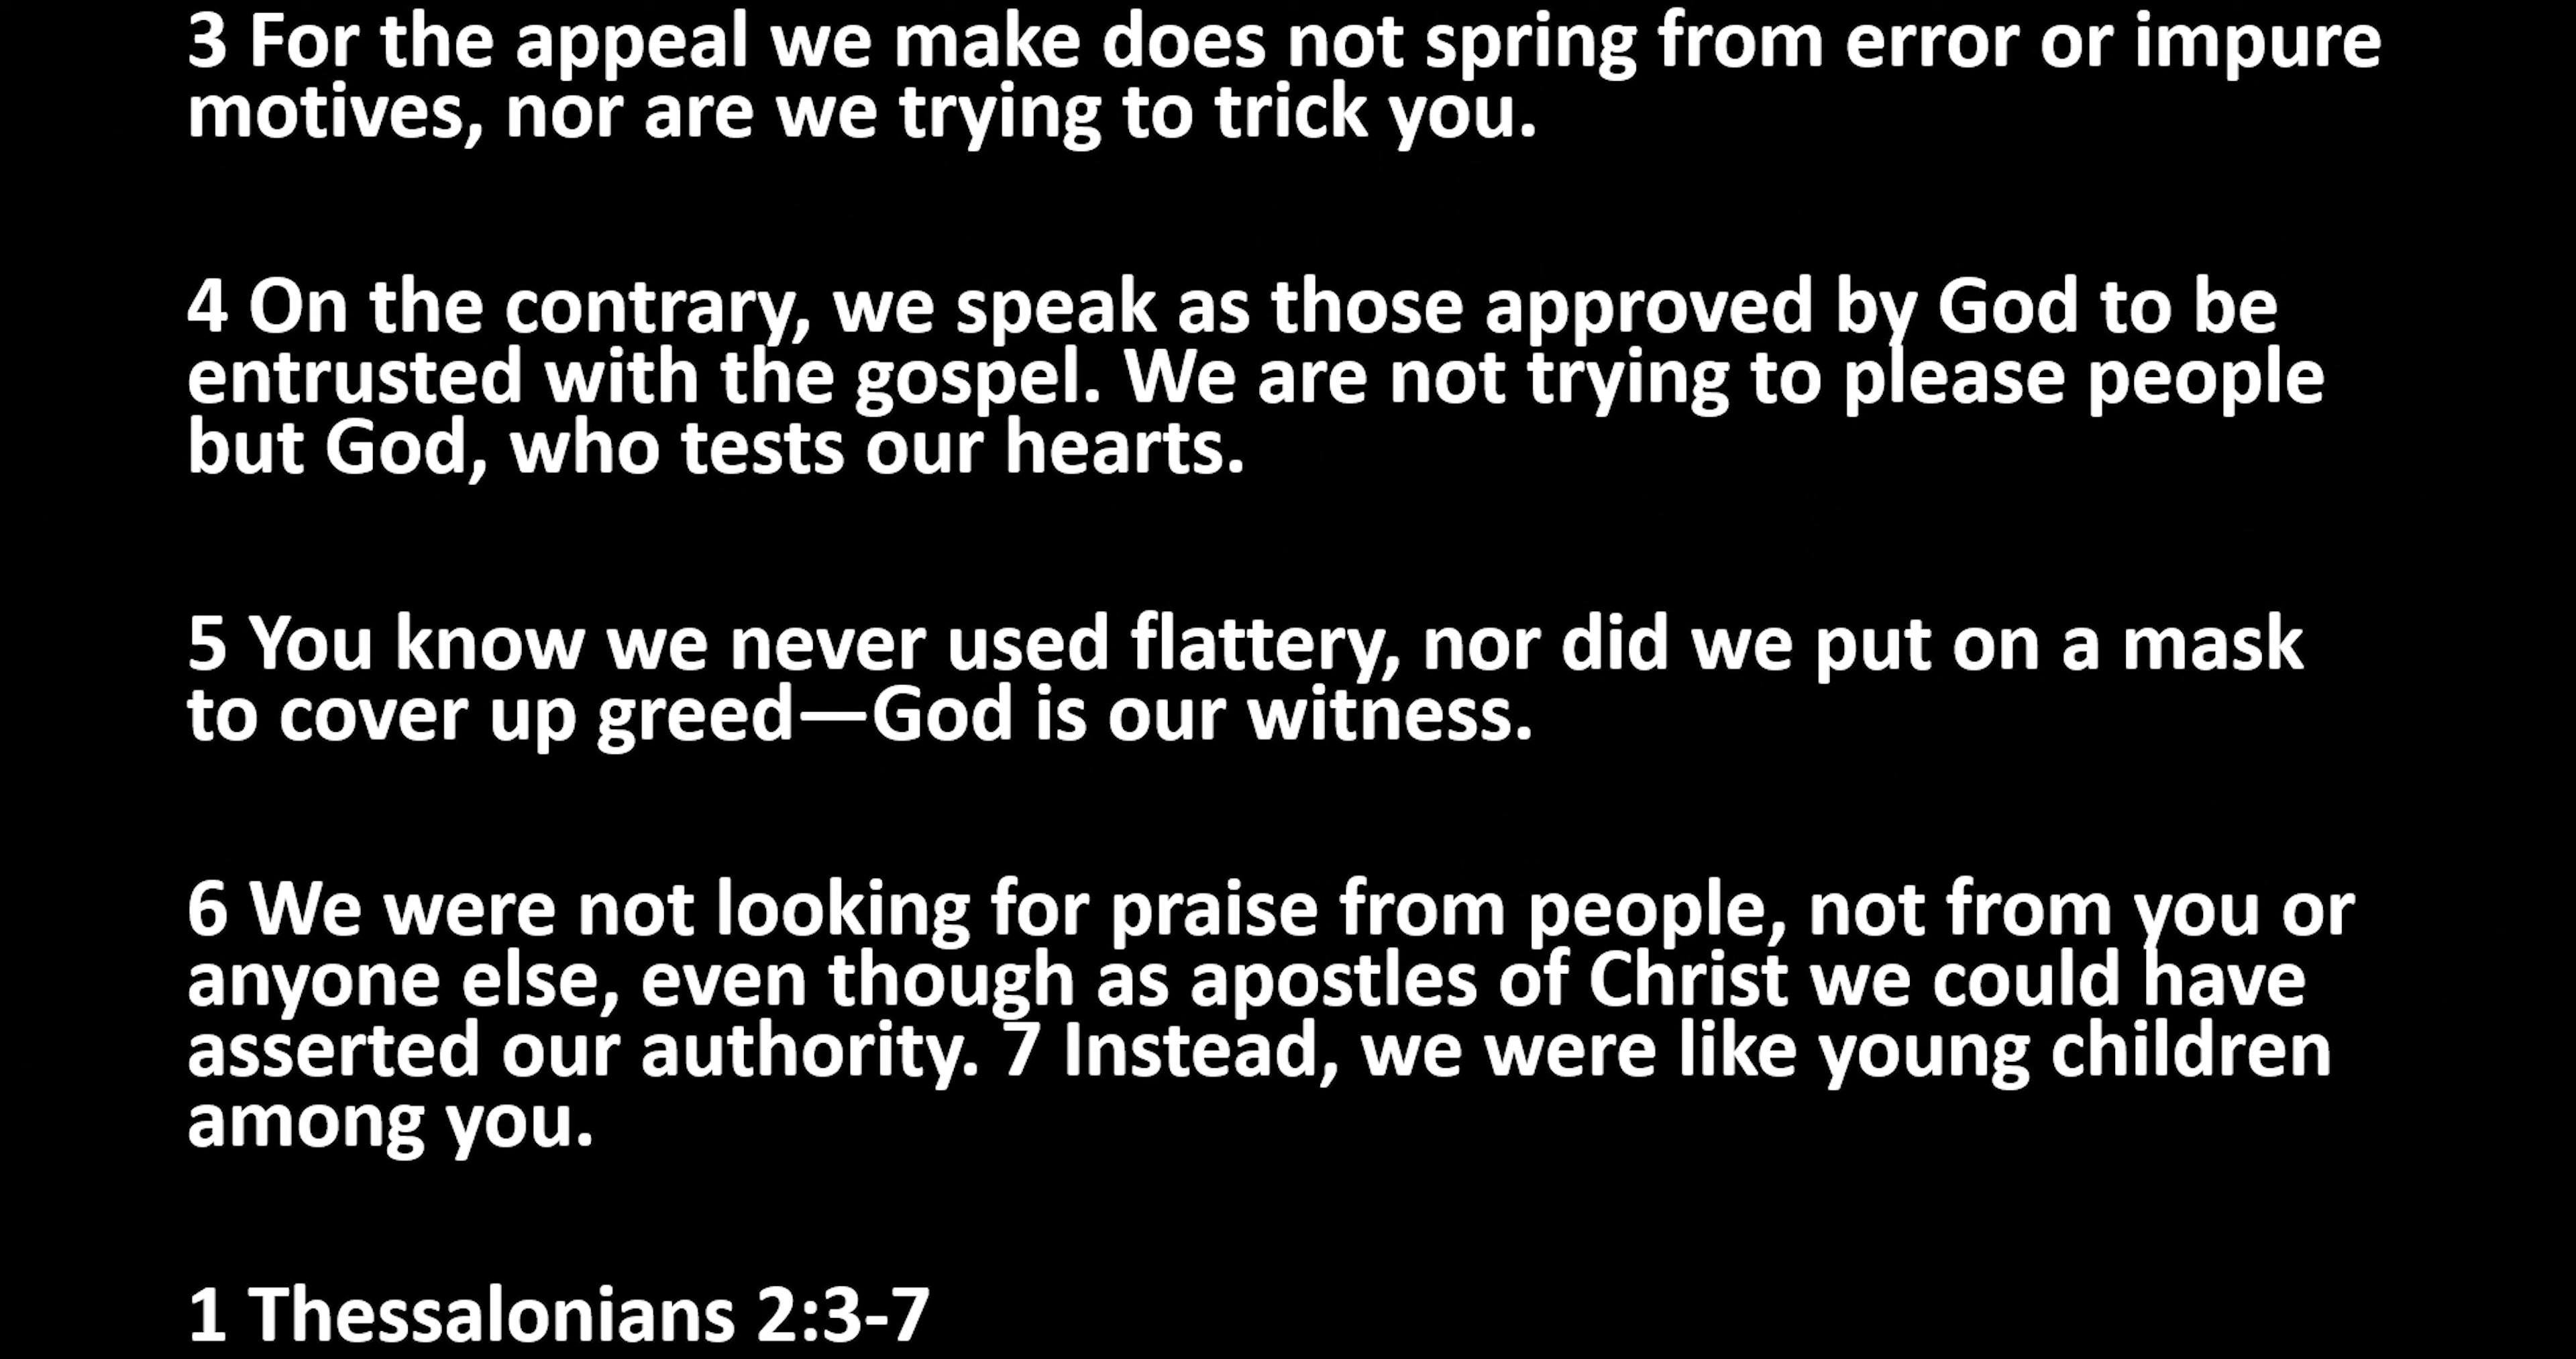 3 For the appeal we make does not spring from error or impure
motives, nor are we trying to trick you.
4 On the contrary, we speak as those approved by God to be
entrusted with the gospel. We are not trying to please people
but God, who tests our hearts.
5 You know we never used flattery, nor did we put on a mask
to cover up greed—God is our witness.
6 We were not looking for praise from people, not from you or
anyone else, even though as apostles of Christ we could have
asserted our authority. 7 Instead, we were like young children
among you.
1 Thessalonians 2:3-7